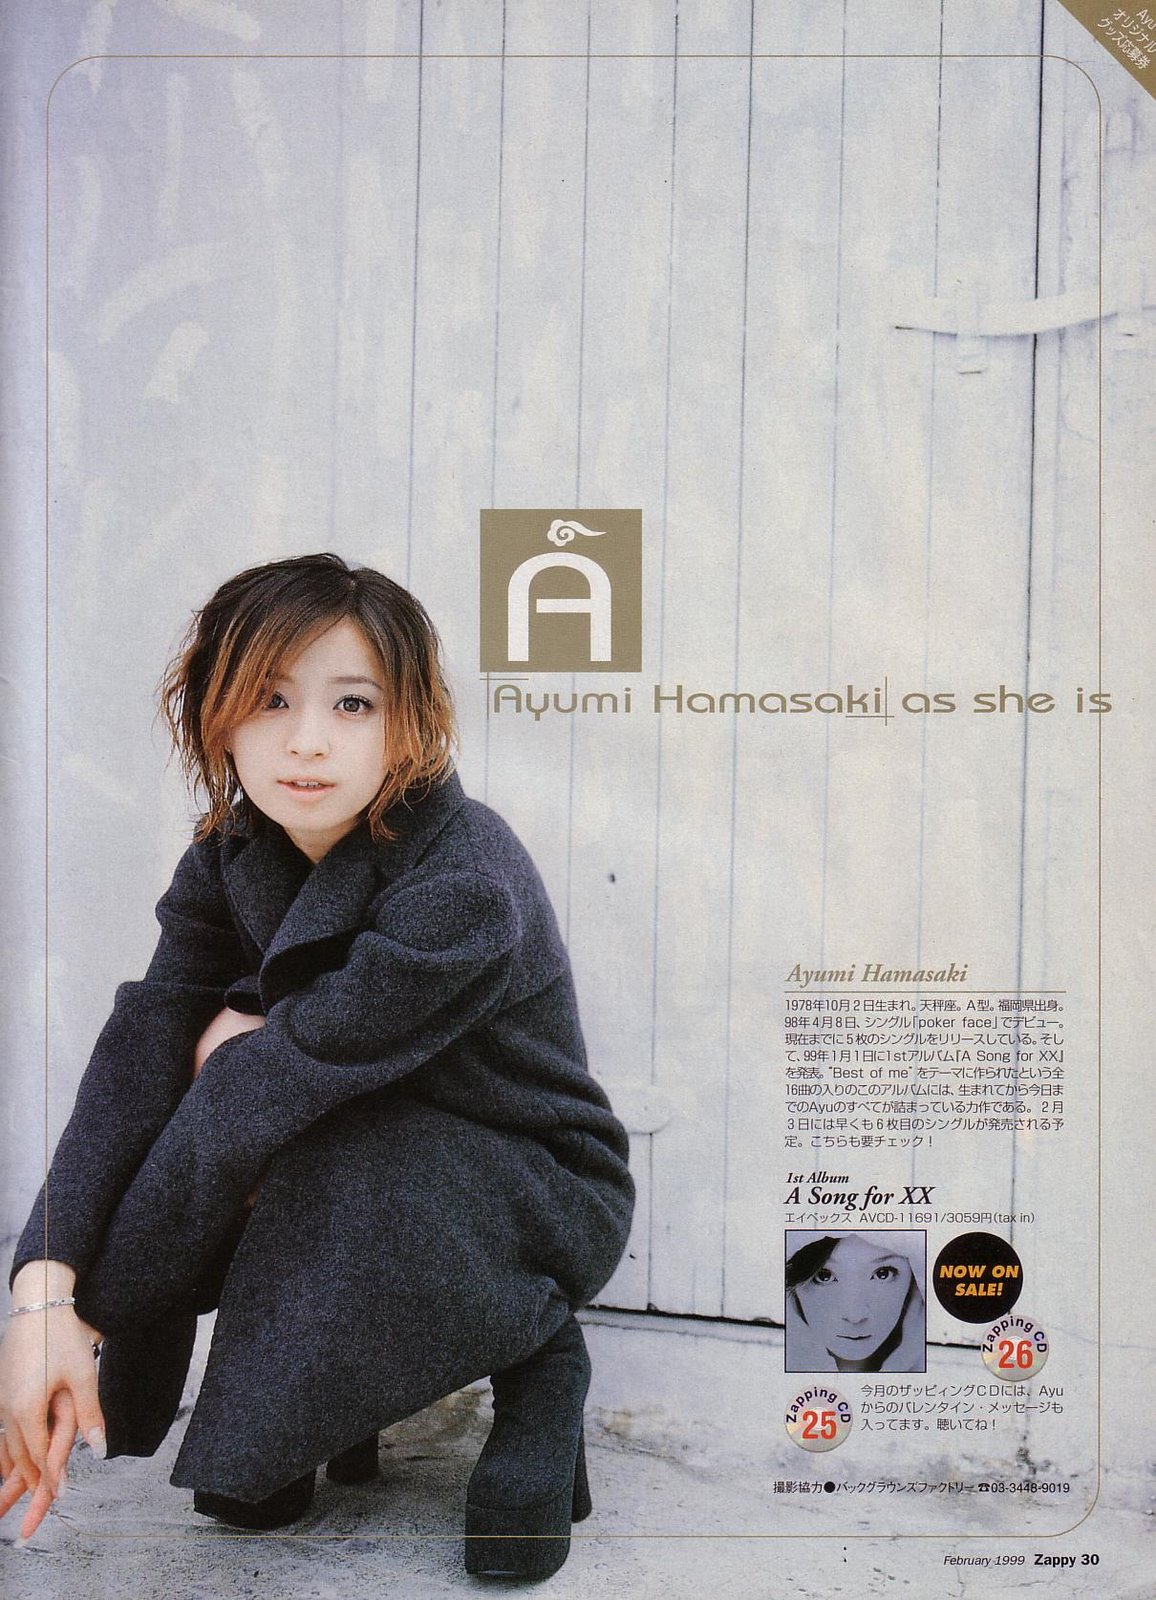 Ayu
オリジナル
グッズ応募券
A
Ayumi Hamasaki as she is
Ayumi Hamasaki
1978年10月2日生まれ。天秤座。A型。福岡県出身。
98年4月8日、シングル「poker face」でデビュー。
現在までに5枚のシングルをリリースしている。そし
て、99年1月1日に1stアルバム『A Song for XX』
を発表。“Best of me”をテーマに作られたという全
16曲の入りのこのアルバムには、生まれてから今日ま
でのAyuのすべてが詰まっている力作である。2月
3日には早くも6枚目のシングルが発売される予
定。こちらも要チェック！
1st Album
A Song for XX
エイベックス AVCD-11691/3059円(tax in)
NOW ON
SALE!
Zapping CD
26
Zapping CD
25
今月のザッピィングCDには、Ayu
からのバレンタイン・メッセージも
入ってます。聴いてね！
撮影協力●バックグラウンズファクトリー ☎03-3448-9019
February 1999 Zappy 30